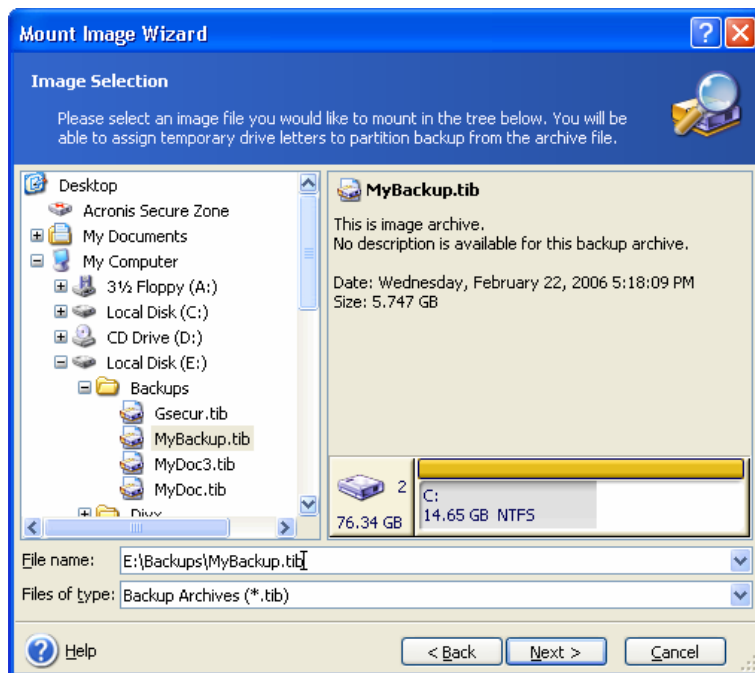 Mount Image Wizard
Image Selection
Please select an image file you would like to mount in the tree below. You will be
able to assign temporary drive letters to partition backup from the archive file.
Desktop
Acronis Secure Zone
My Documents
My Computer
3½ Floppy (A:)
Local Disk (C:)
CD Drive (D:)
Local Disk (E:)
Backups
Gsecur.tib
MyBackup.tib
MyDoc3.tib
MyDoc.tib
Divx
MyBackup.tib
This is image archive.
No description is available for this backup archive.
Date: Wednesday, February 22, 2006 5:18:09 PM
Size: 5.747 GB
2
76.34 GB
C:
14.65 GB NTFS
File name: E:\Backups\MyBackup.tib
Files of type: Backup Archives (*.tib)
Help
< Back
Next >
Cancel